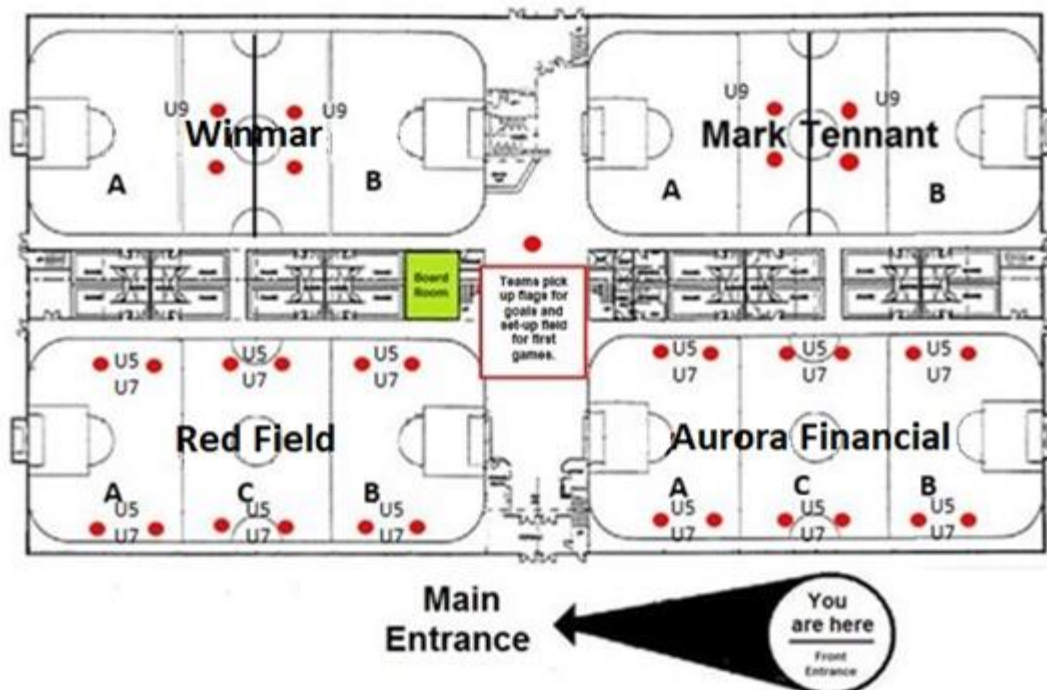 U9
U9
Winmar
A
B
U9
U9
Mark Tennant
A
B
Board
Room
Teams pick
up flags for
goals and
set-up field
for first
games.
U5
U7
U5
U7
U5
U7
Red Field
A
C
B
U5
U7
U5
U7
U5
U7
U5
U7
U5
U7
U5
U7
Aurora Financial
A
C
B
U5
U7
U5
U7
U5
U7
Main
Entrance
You
are here
Front
Entrance